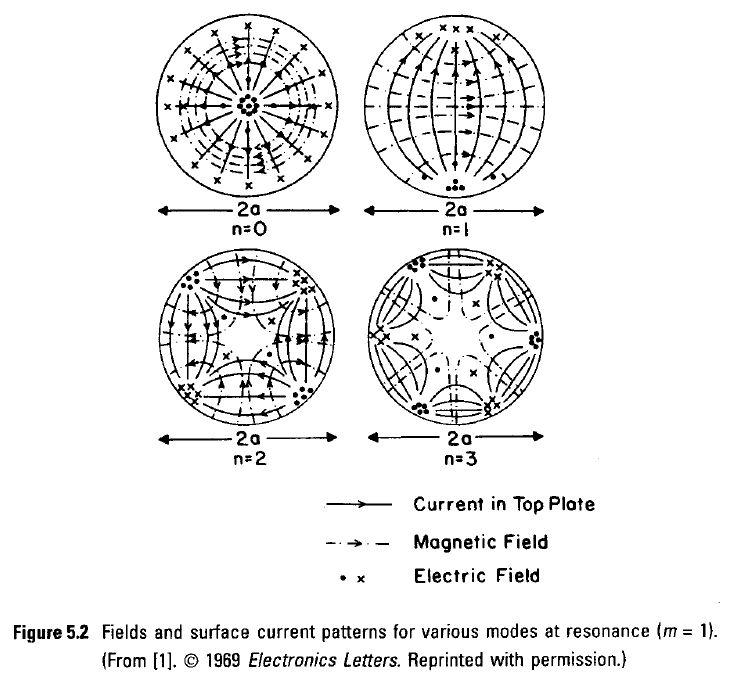 2a
n=0
2a
n=1
2a
n=2
2a
n=3
Current in Top Plate
Magnetic Field
• x Electric Field
Figure 5.2 Fields and surface current patterns for various modes at resonance (m = 1).
(From [1]. © 1969 Electronics Letters. Reprinted with permission.)